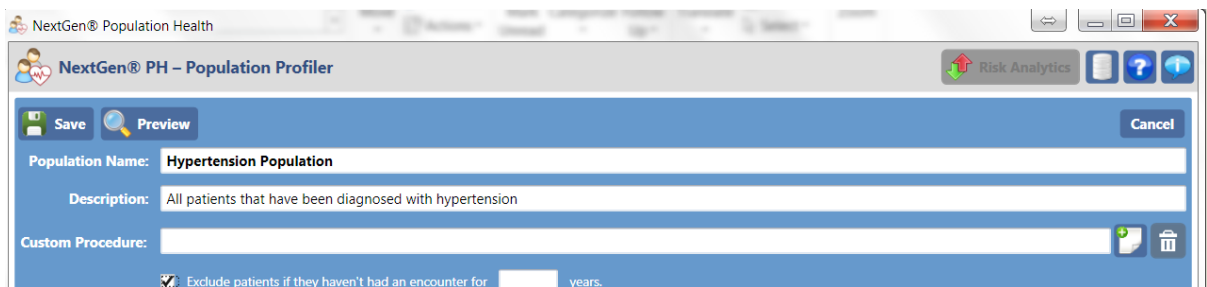 NextGen® Population Health
NextGen® PH – Population Profiler
Risk Analytics
Save Preview Cancel
Population Name: Hypertension Population
Description: All patients that have been diagnosed with hypertension
Custom Procedure:
Exclude patients if they haven't had an encounter for years.